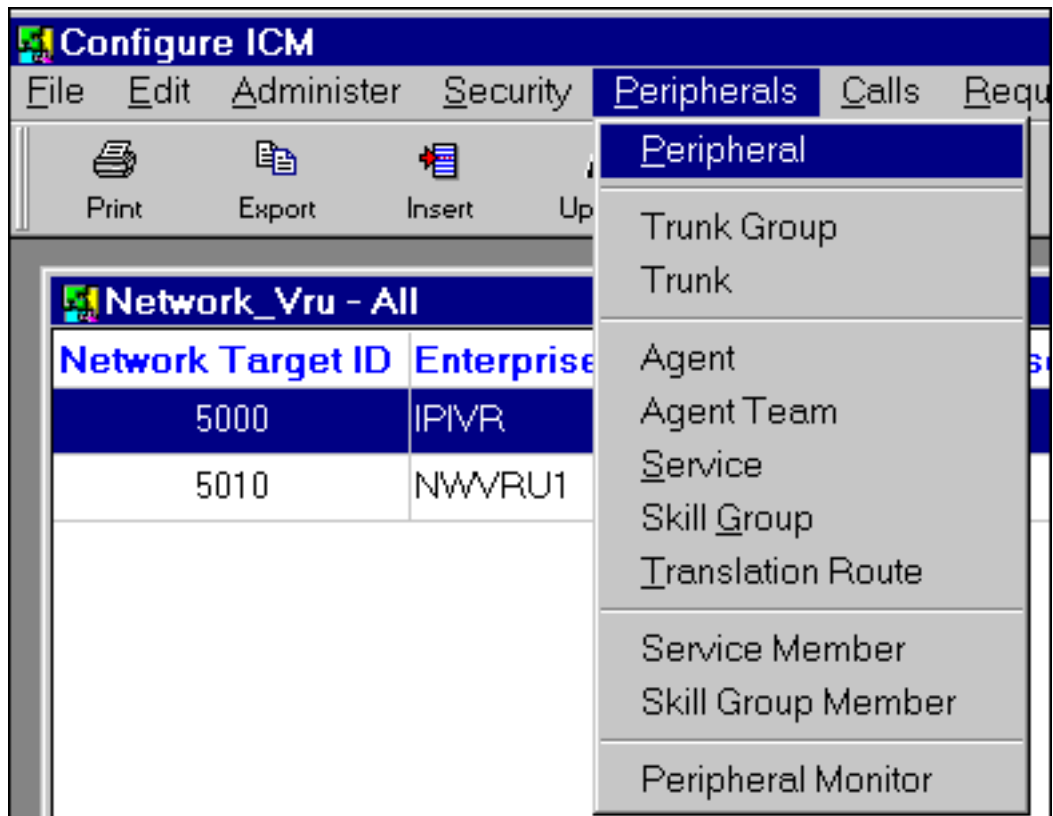 Configure ICM
File Edit Administer Security Peripherals Calls
Print Export Insert
Peripheral
Trunk Group
Trunk
Agent
Agent Team
Service
Skill Group
Translation Route
Service Member
Skill Group Member
Peripheral Monitor
Network_Vru - All
Network Target ID Enterprise
5000 IPIVR
5010 NWVRU1